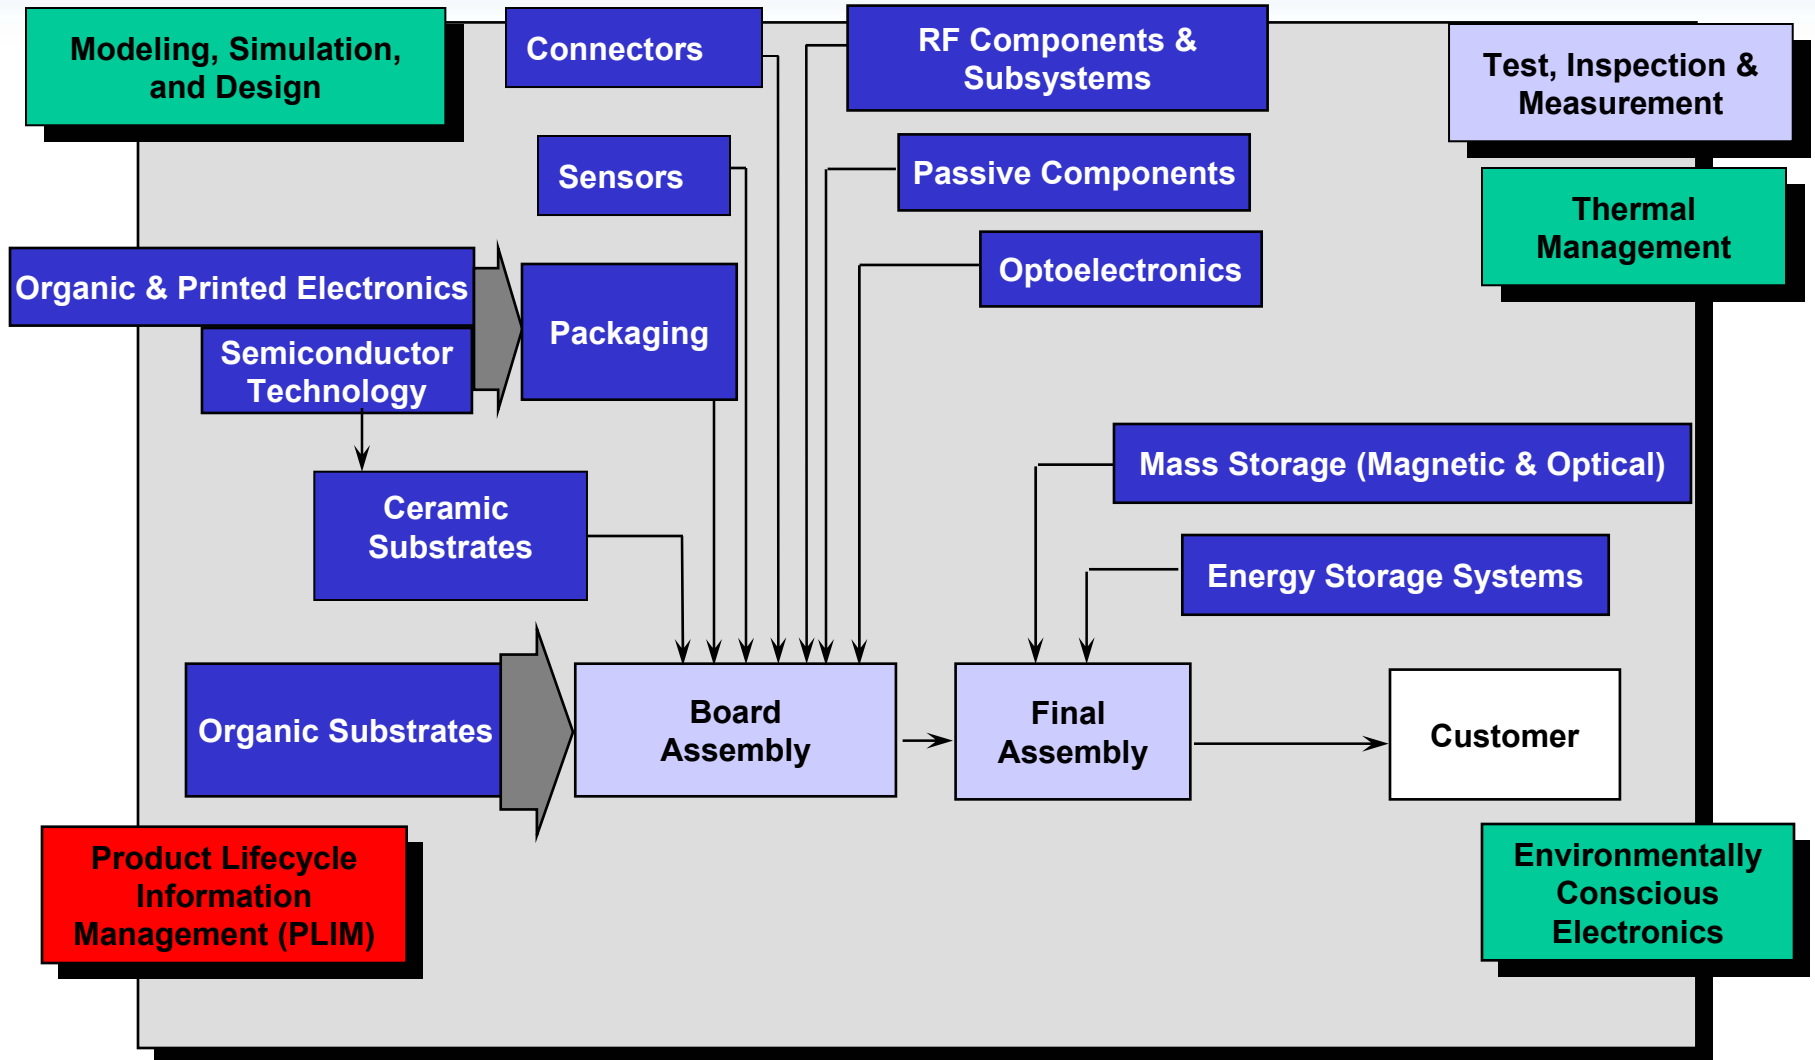 Modeling, Simulation,
and Design
Connectors
RF Components &
Subsystems
Test, Inspection &
Measurement
Sensors
Passive Components
Thermal
Management
Organic & Printed Electronics
Optoelectronics
Packaging
Semiconductor
Technology
Mass Storage (Magnetic & Optical)
Ceramic
Substrates
Energy Storage Systems
Organic Substrates
Board
Assembly
Final
Assembly
Customer
Product Lifecycle
Information
Management (PLIM)
Environmentally
Conscious
Electronics